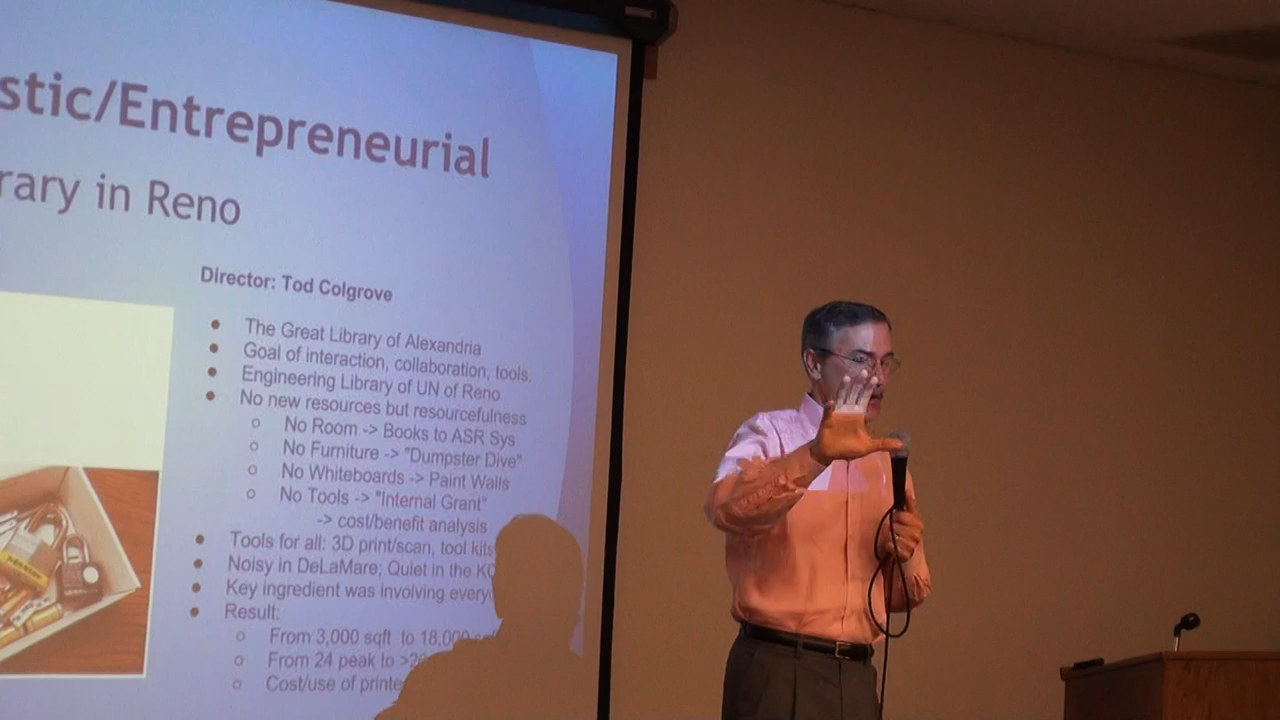 stic/Entrepreneurial
rary in Reno
Director: Tod Colgrove
The Great Library of Alexandria
Goal of interaction, collaboration, tools.
Engineering Library of UN of Reno
No new resources but resourcefulness
No Room -> Books to ASR Sys
No Furniture -> "Dumpster Dive"
No Whiteboards -> Paint Walls
No Tools -> "Internal Grant"
-> cost/benefit analysis
Tools for all: 3D print/scan, tool kits
Noisy in DeLaMare; Quiet in the KC
Key ingredient was involving every
Result:
From 3,000 sqft to 18,000
From 24 peak to >2
Cost/use of printe